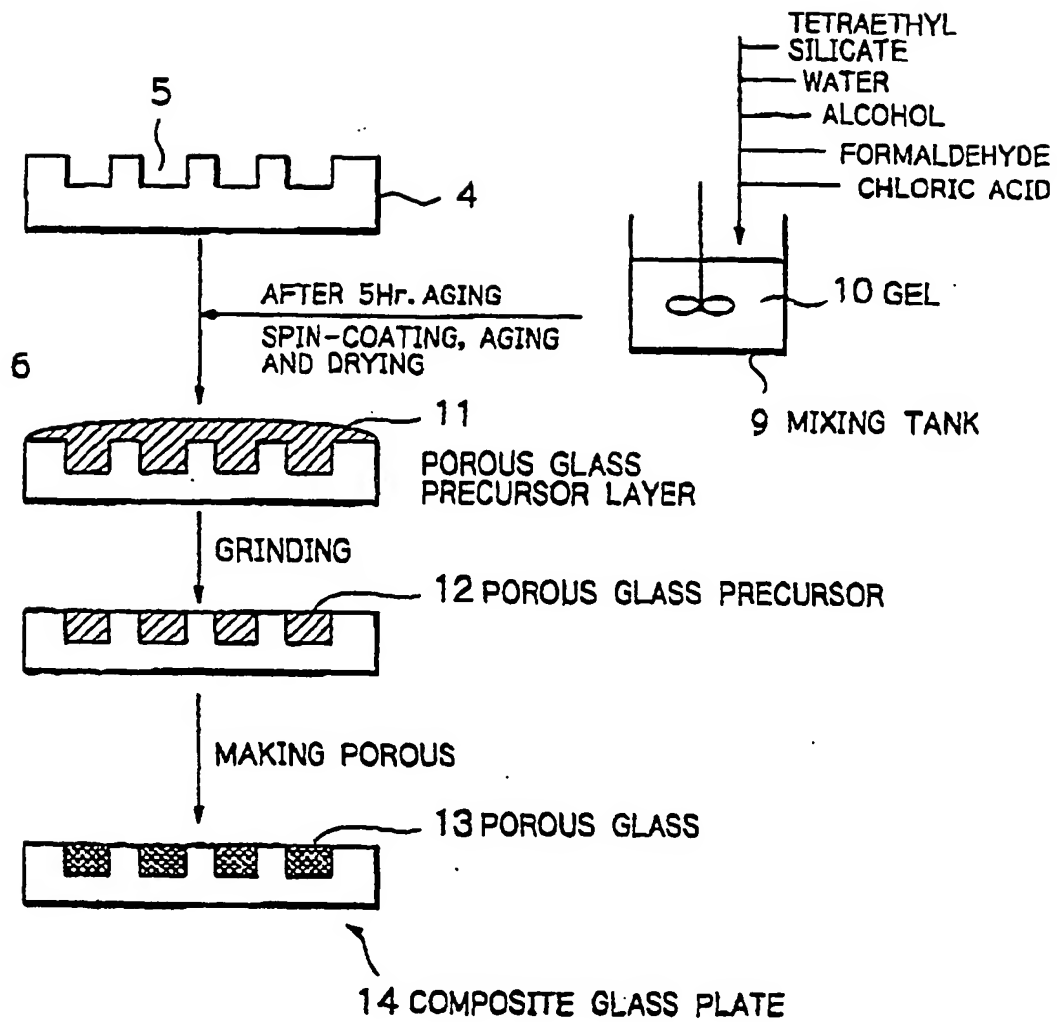 TETRAETHYL
SILICATE
WATER
ALCOHOL
FORMALDEHYDE
CHLORIC ACID
5
4
10 GEL
AFTER 5Hr. AGING
SPIN-COATING, AGING
AND DRYING
9 MIXING TANK
6
11
POROUS GLASS
PRECURSOR LAYER
GRINDING
12 POROUS GLASS PRECURSOR
MAKING POROUS
13 POROUS GLASS
14 COMPOSITE GLASS PLATE